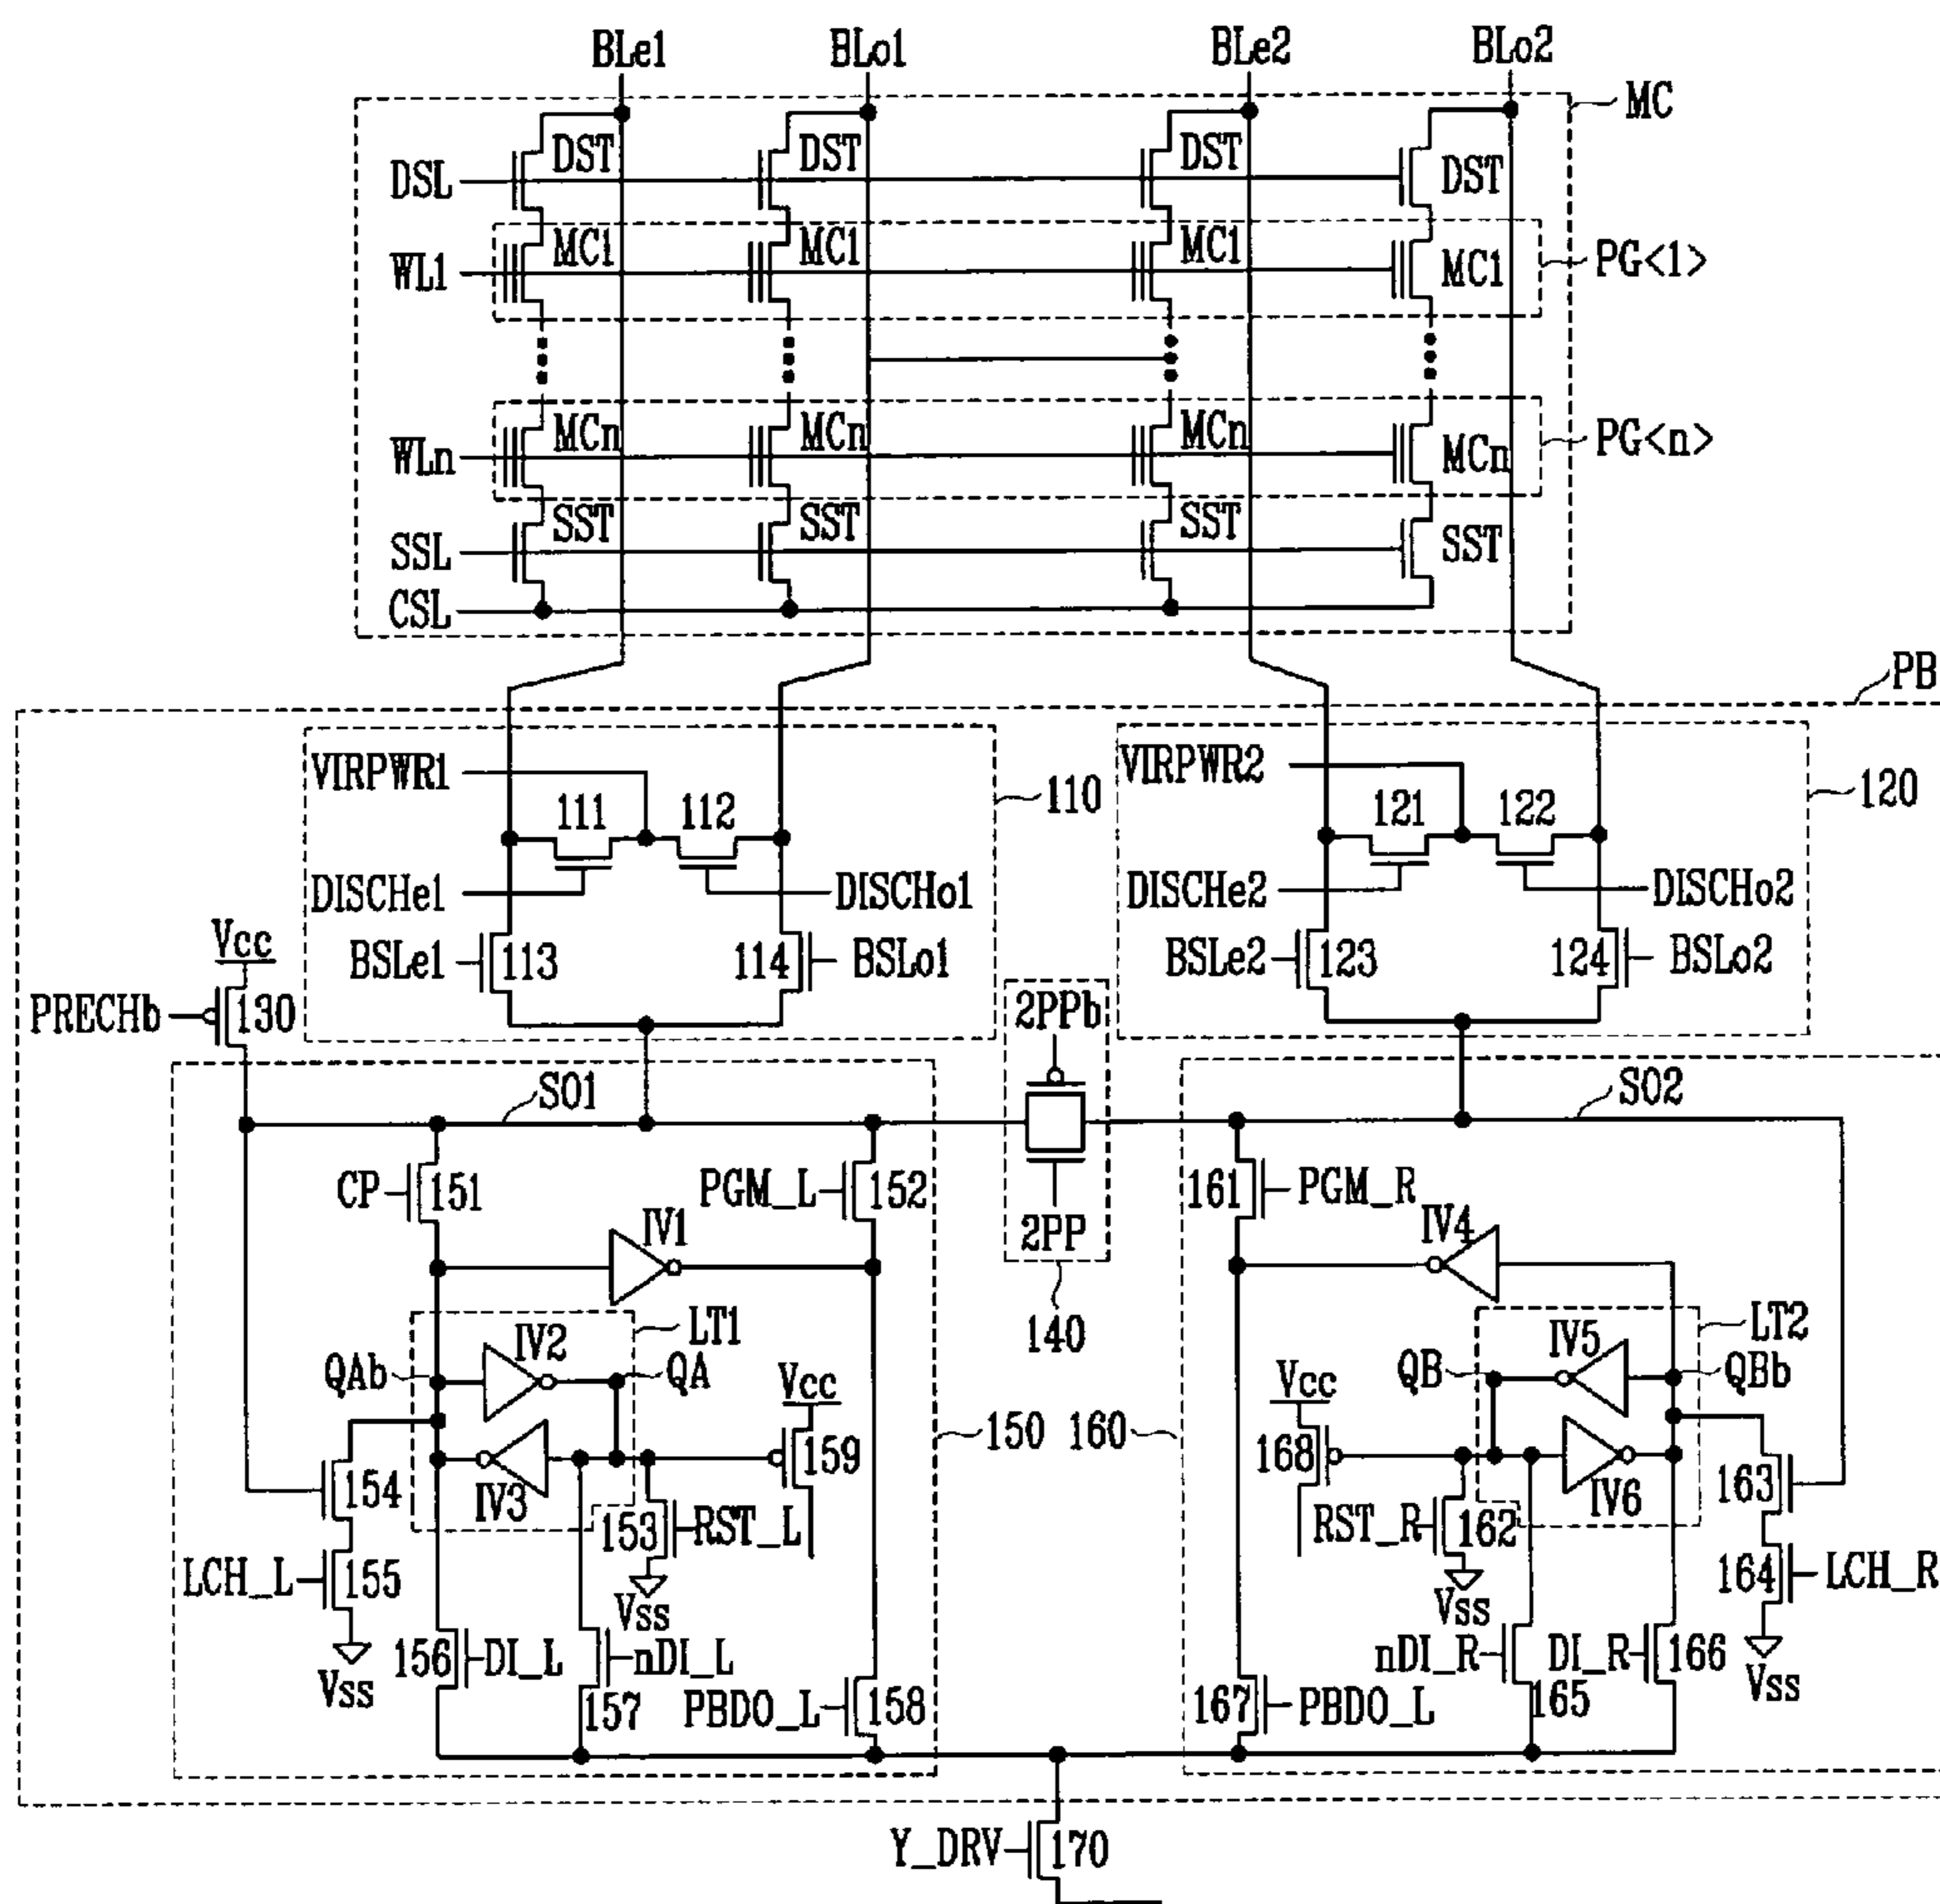 BLe1 BLo1 BLe2 BLo2
MC
DST DST DST DST
DSL
MC1 MC1 MC1 MC1
WL1 PG<1>
MCn MCn MCn MCn
WLn PG<n>
SST SST SST SST
SSL
CSL
PB
VIRPWR1 VIRPWR2
111 112 110 121 122 120
DISCHe1 DISCHo1 DISCHe2 DISCHo2
Vcc BSLe1 113 114 BSLo1 BSLe2 123 124 BSLo2
PRECHb 130 2PPb
SO1 SO2
CP 151 PGM_L 152 161 PGM_R
IV1 2PP IV4
140
IV2 LT1 IV5 LT2
QAb QA Vcc Vcc QB QBb
150 160
154 IV3 159 168 IV6 163
153 RST_L RST_R 162
LCH_L 155 164 LCH_R
Vss Vss
Vss 156 DI_L nDI_L nDI_R DI_R 166 Vss
157 PBDO_L 158 167 PBDO_L 165
Y_DRV 170